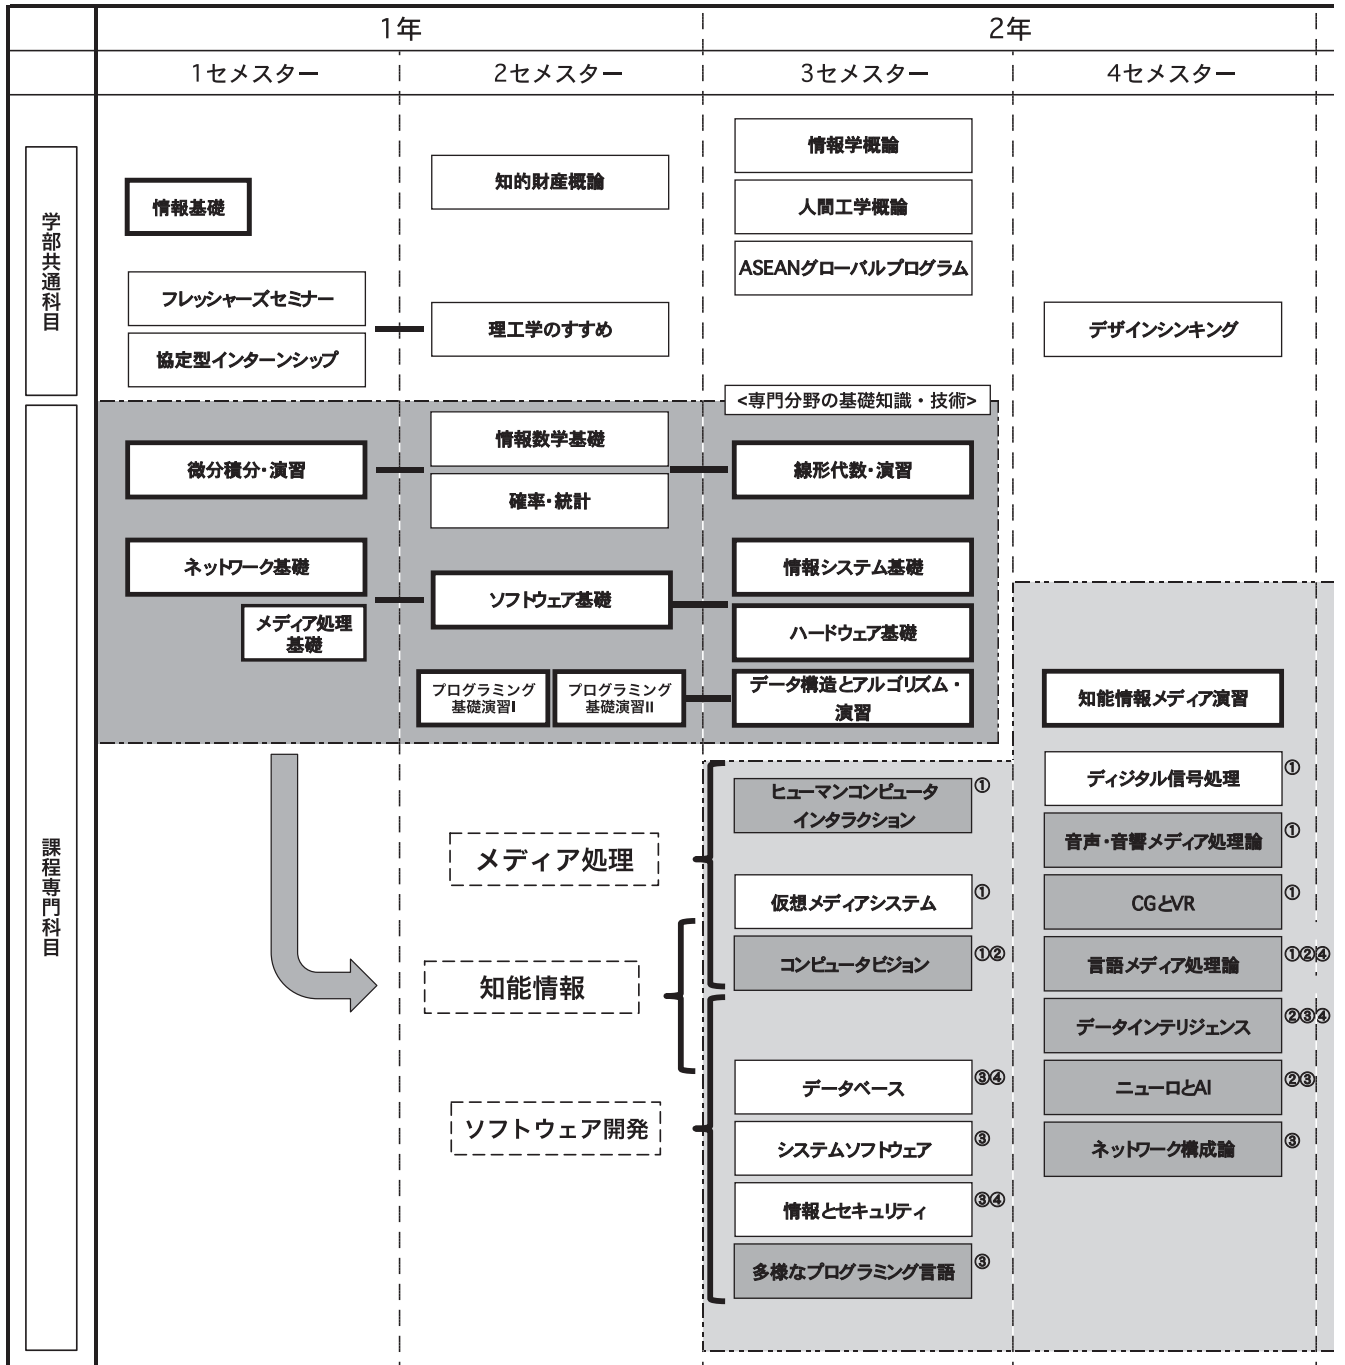 1年
2年
1セメスター
2セメスター
3セメスター
4セメスター
学部共通科目
情報基礎
フレッシャーズセミナー
協定型インターンシップ
知的財産概論
理工学のすすめ
情報学概論
人間工学概論
ASEANグローバルプログラム
デザインシンキング
課程専門科目
<専門分野の基礎知識・技術>
微分積分・演習
情報数学基礎
確率・統計
線形代数・演習
ネットワーク基礎
メディア処理
基礎
ソフトウェア基礎
情報システム基礎
ハードウェア基礎
プログラミング
基礎演習I
プログラミング
基礎演習II
データ構造とアルゴリズム・
演習
メディア処理
知能情報
ソフトウェア開発
ヒューマンコンピュータ
インタラクション
①
仮想メディアシステム ①
コンピュータビジョン ①②
データベース ③④
システムソフトウェア ③
情報とセキュリティ ③④
多様なプログラミング言語 ③
知能情報メディア演習
ディジタル信号処理 ①
音声・音響メディア処理論 ①
CGとVR ①
言語メディア処理論 ①②④
データインテリジェンス ②③④
ニューロとAI ②③
ネットワーク構成論 ③